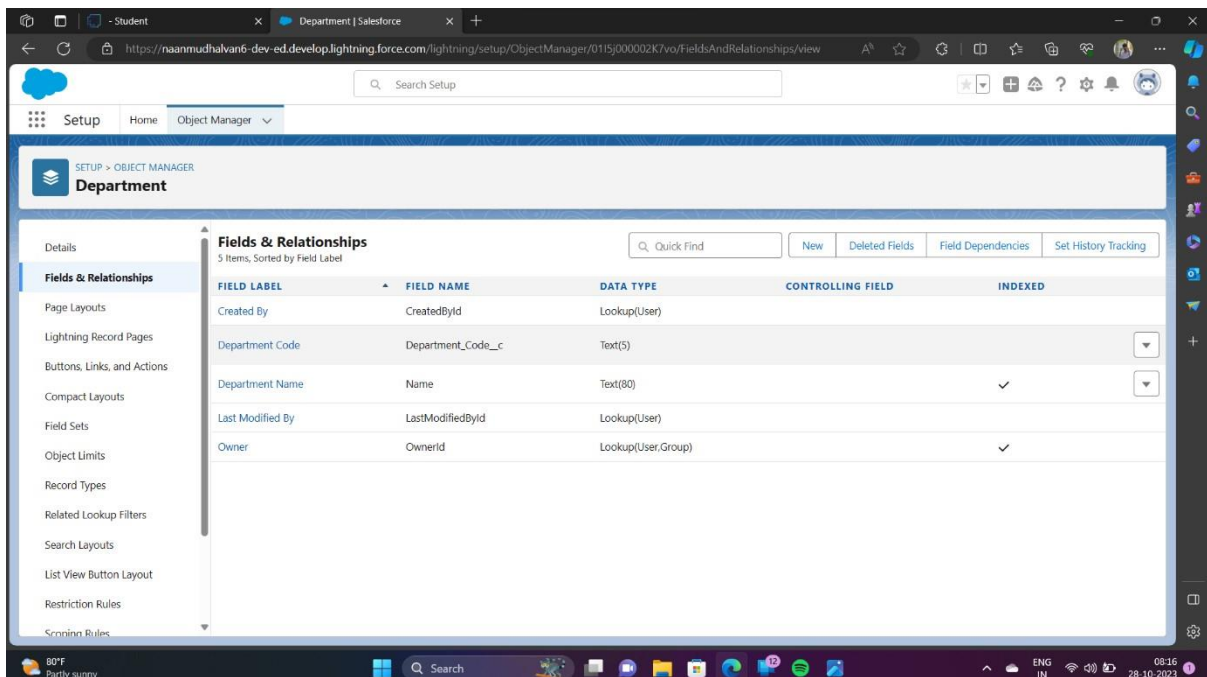 - Student
Department | Salesforce
https://naanmudhalvan6-dev-ed.develop.lightning.force.com/lightning/setup/ObjectManager/01I5j000002K7vo/FieldsAndRelationships/view
Search Setup
Setup Home Object Manager
SETUP > OBJECT MANAGER
Department
Details
Fields & Relationships
Page Layouts
Lightning Record Pages
Buttons, Links, and Actions
Compact Layouts
Field Sets
Object Limits
Record Types
Related Lookup Filters
Search Layouts
List View Button Layout
Restriction Rules
Scoping Rules
Fields & Relationships
5 Items, Sorted by Field Label
Quick Find New Deleted Fields Field Dependencies Set History Tracking
FIELD LABEL FIELD NAME DATA TYPE CONTROLLING FIELD INDEXED
Created By CreatedById Lookup(User)
Department Code Department_Code__c Text(5)
Department Name Name Text(80)
Last Modified By LastModifiedById Lookup(User)
Owner OwnerId Lookup(User,Group)
80°F
Partly sunny
Search
12
ENG
IN
08:16
28-10-2023
1